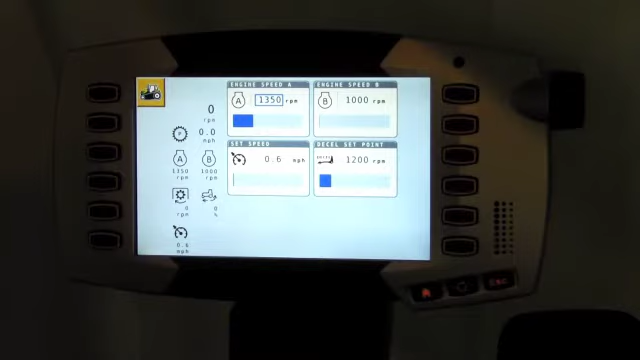 ENGINE SPEED A
A 1350 rpm
ENGINE SPEED B
B 1000 rpm
SET SPEED
0.6 mph
DECEL SET POINT
1200 rpm
0
rpm
0.0
mph
A B
1350 1000
rpm rpm
0 0
rpm %
0.6
mph
Esc